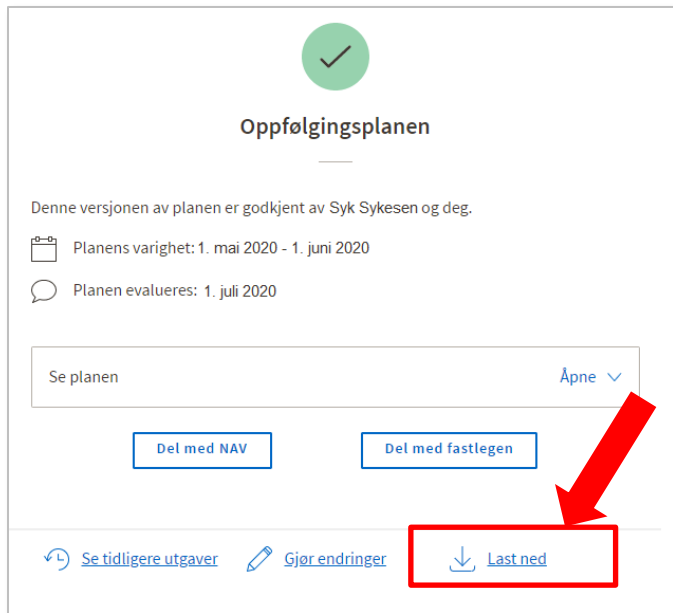 Oppfølgingsplanen
Denne versjonen av planen er godkjent av Syk Sykesen og deg.
Planens varighet: 1. mai 2020 - 1. juni 2020
Planen evalueres: 1. juli 2020
Se planen Åpne
Del med NAV Del med fastlegen
Se tidligere utgaver Gjør endringer Last ned